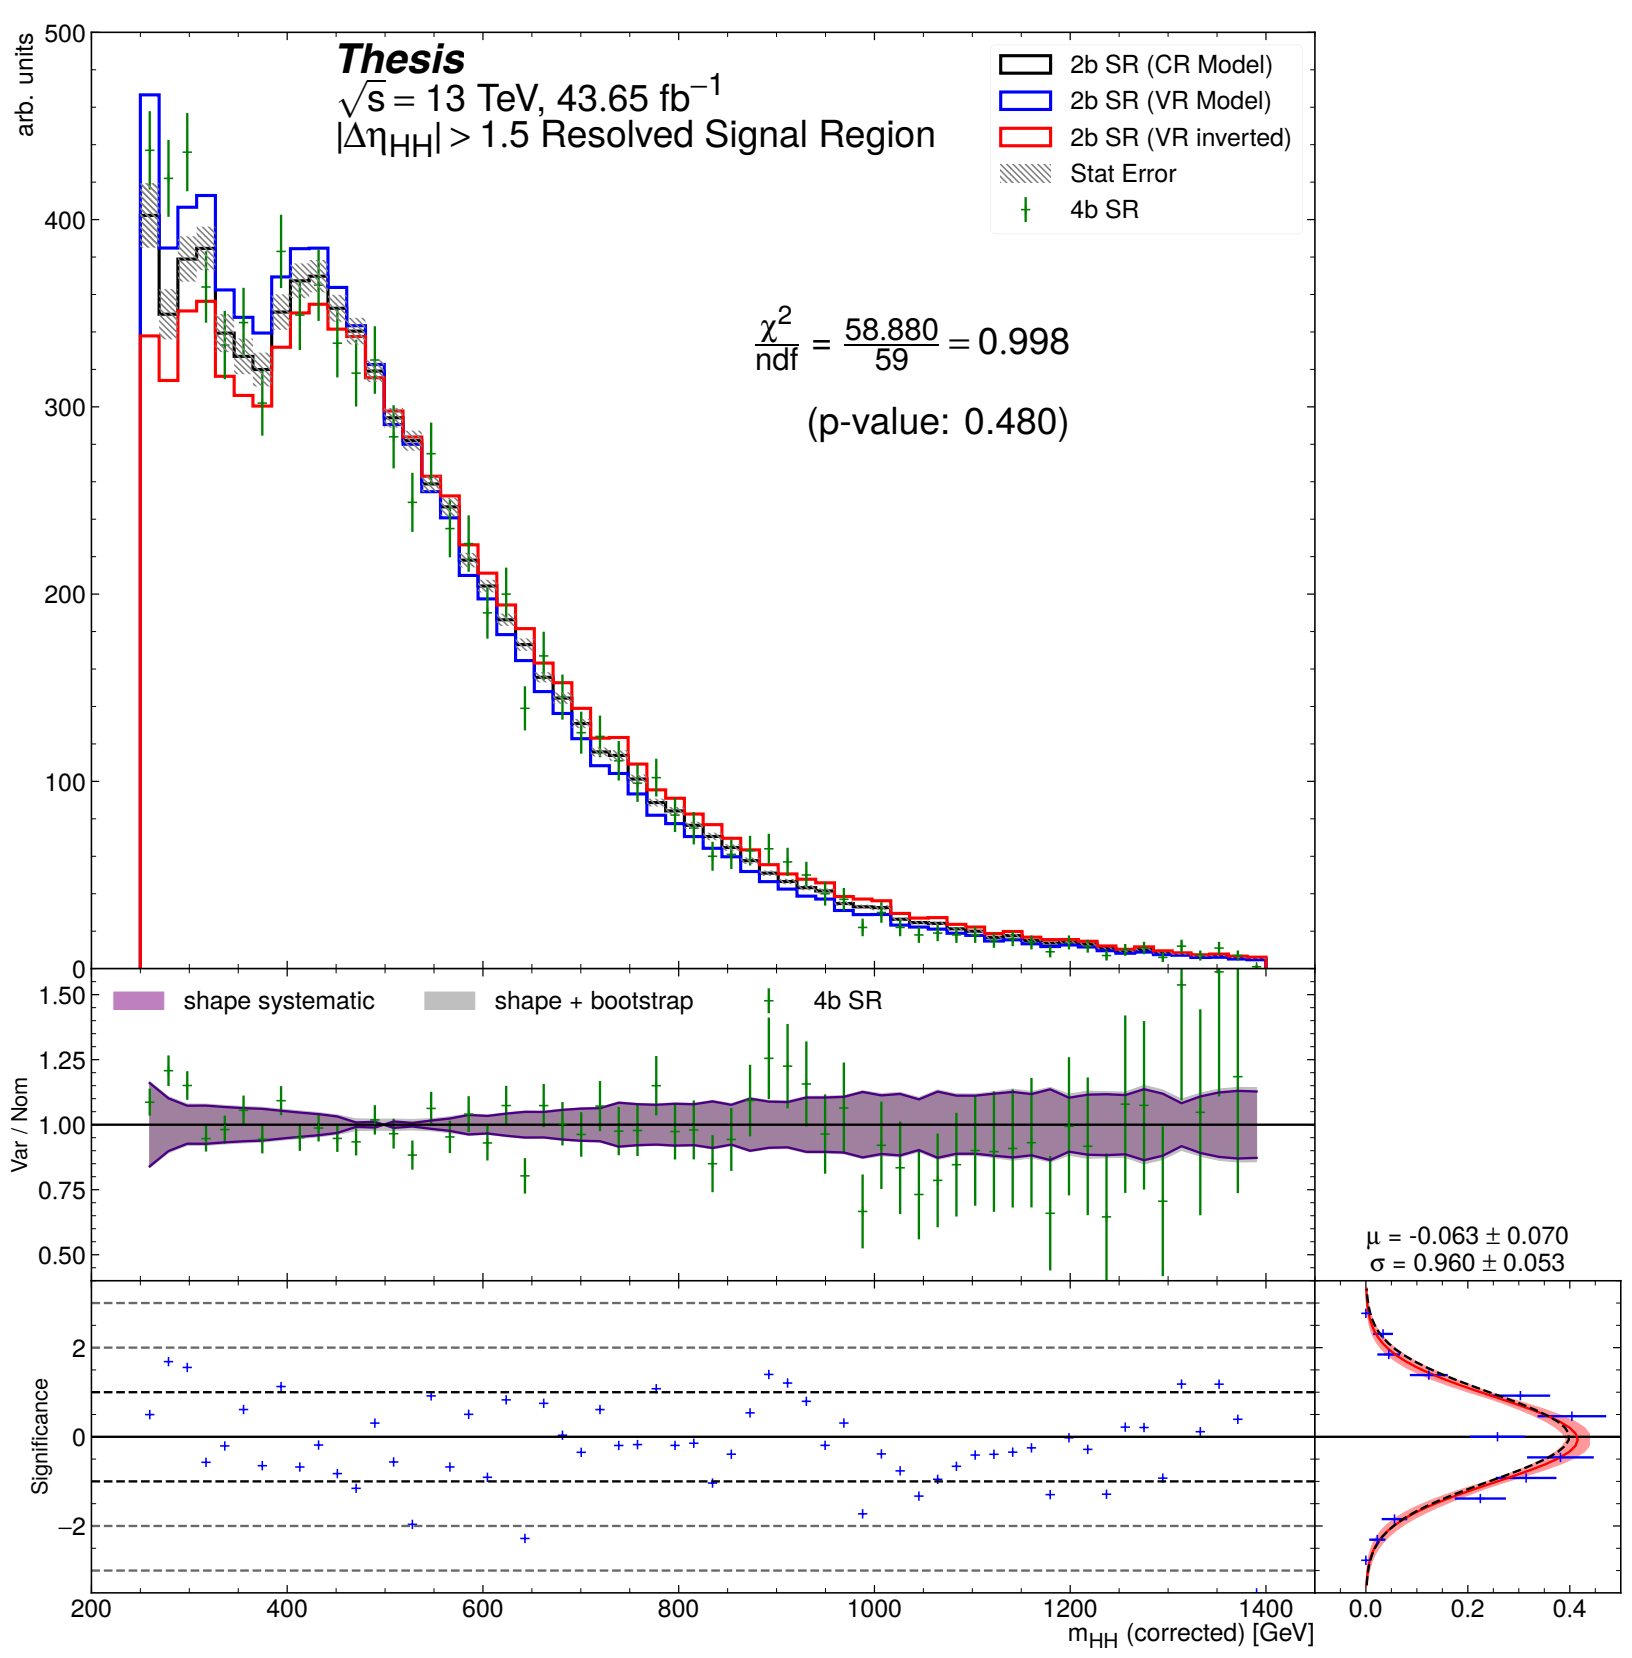 arb. units
500
400
300
200
100
0
Thesis
√s = 13 TeV, 43.65 fb⁻¹
|Δη_HH| > 1.5 Resolved Signal Region
2b SR (CR Model)
2b SR (VR Model)
2b SR (VR inverted)
Stat Error
4b SR
χ²/ndf = 58.880/59 = 0.998
(p-value: 0.480)
Var / Nom
1.50
1.25
1.00
0.75
0.50
shape systematic
shape + bootstrap
4b SR
μ = -0.063 ± 0.070
σ = 0.960 ± 0.053
Significance
2
0
−2
200 400 600 800 1000 1200 1400
0.0 0.2 0.4
m_HH (corrected) [GeV]